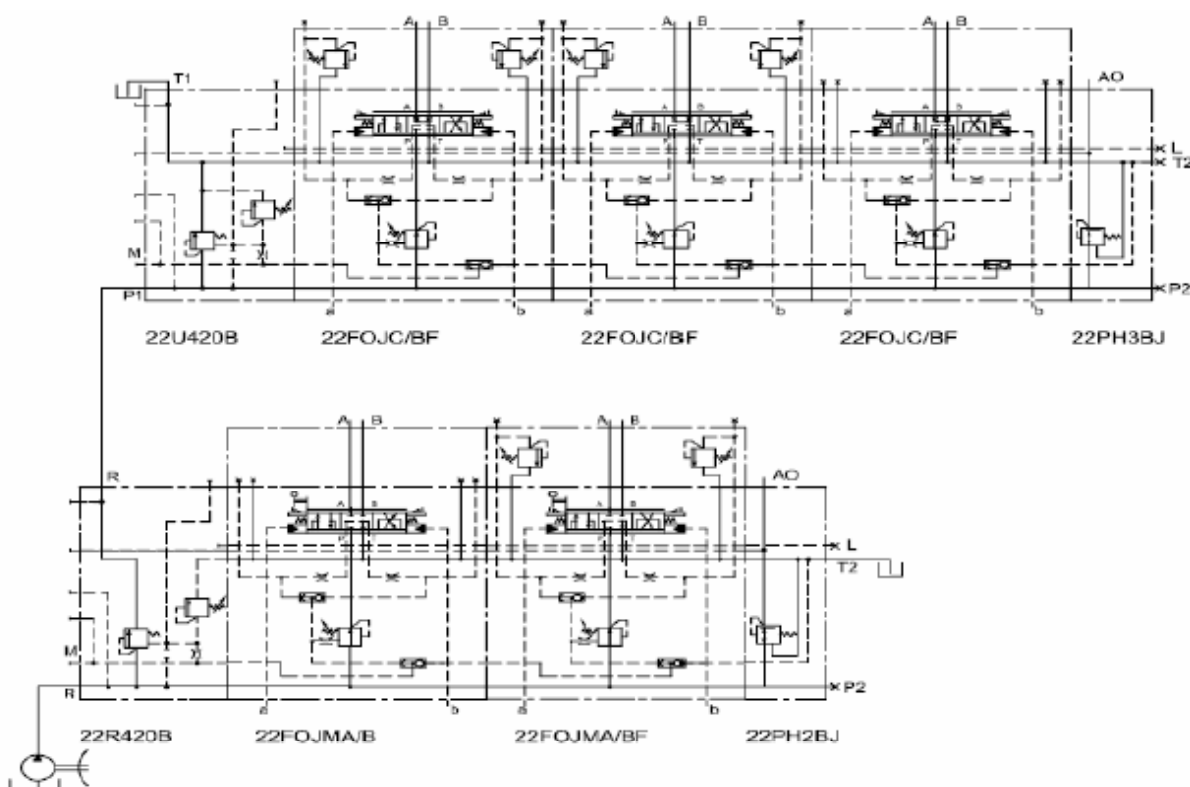 A B A B A B
T1 AO
A B A B A B
P T P T P T
L
T2
M
P1 P2
a b a b a b
22U420B 22FOJC/BF 22FOJC/BF 22FOJC/BF 22PH3BJ
A B A B
R AO
A B A B
L
T2
M
R P2
a b a b
22R420B 22FOJMA/B 22FOJMA/BF 22PH2BJ